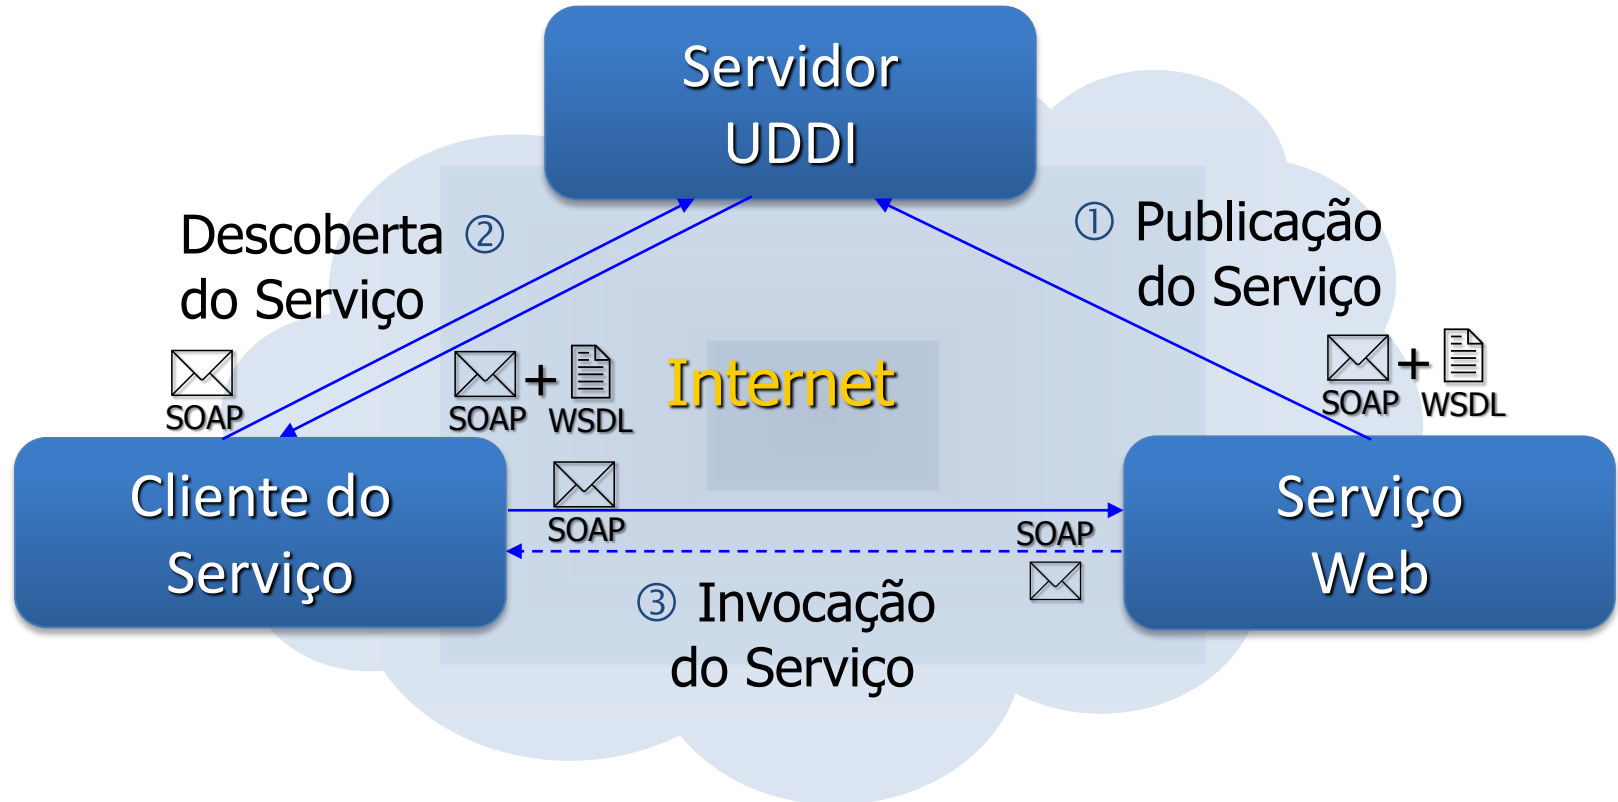 Servidor
UDDI
Descoberta ②
do Serviço
① Publicação
do Serviço
SOAP
+
SOAP WSDL
Internet
+
SOAP WSDL
Cliente do
Serviço
SOAP
SOAP
③ Invocação
do Serviço
Serviço
Web